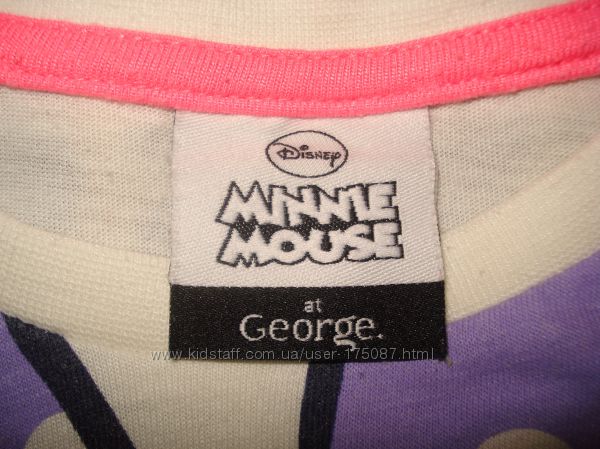 Disney
MINNIE
MOUSE
at
George.
www.kidstaff.com.ua/user-175087.html